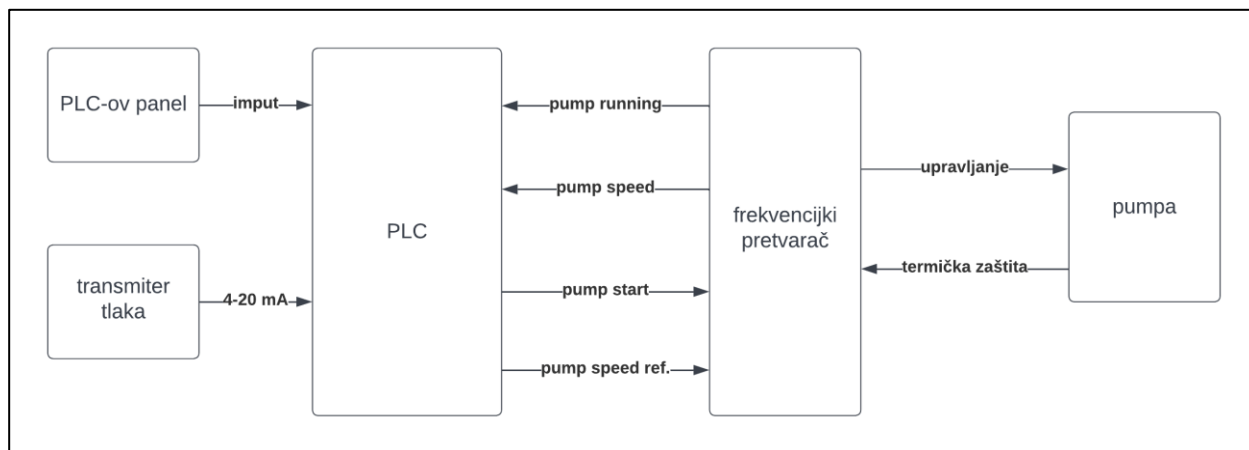 PLC-ov panel
imput
transmiter
tlaka
4-20 mA
PLC
pump running
pump speed
pump start
pump speed ref.
frekvencijki
pretvarač
upravljanje
termička zaštita
pumpa